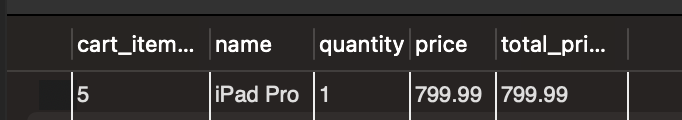 cart_item... name quantity price total_pri...
5 iPad Pro 1 799.99 799.99